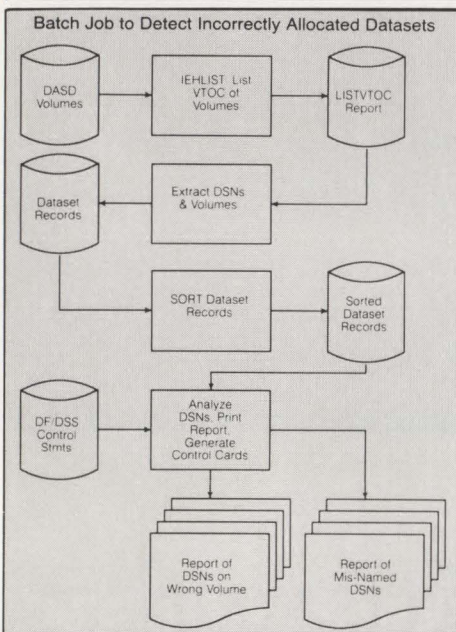 Batch Job to Detect Incorrectly Allocated Datasets
DASD
Volumes
IEHLIST List
VTOC of
Volumes
LISTVTOC
Report
Dataset
Records
Extract DSNs
& Volumes
SORT Dataset
Records
Sorted
Dataset
Records
DF/DSS
Control
Stmts
Analyze
DSNs, Print
Report,
Generate
Control Cards
Report of
DSNs on
Wrong Volume
Report of
Mis-Named
DSNs